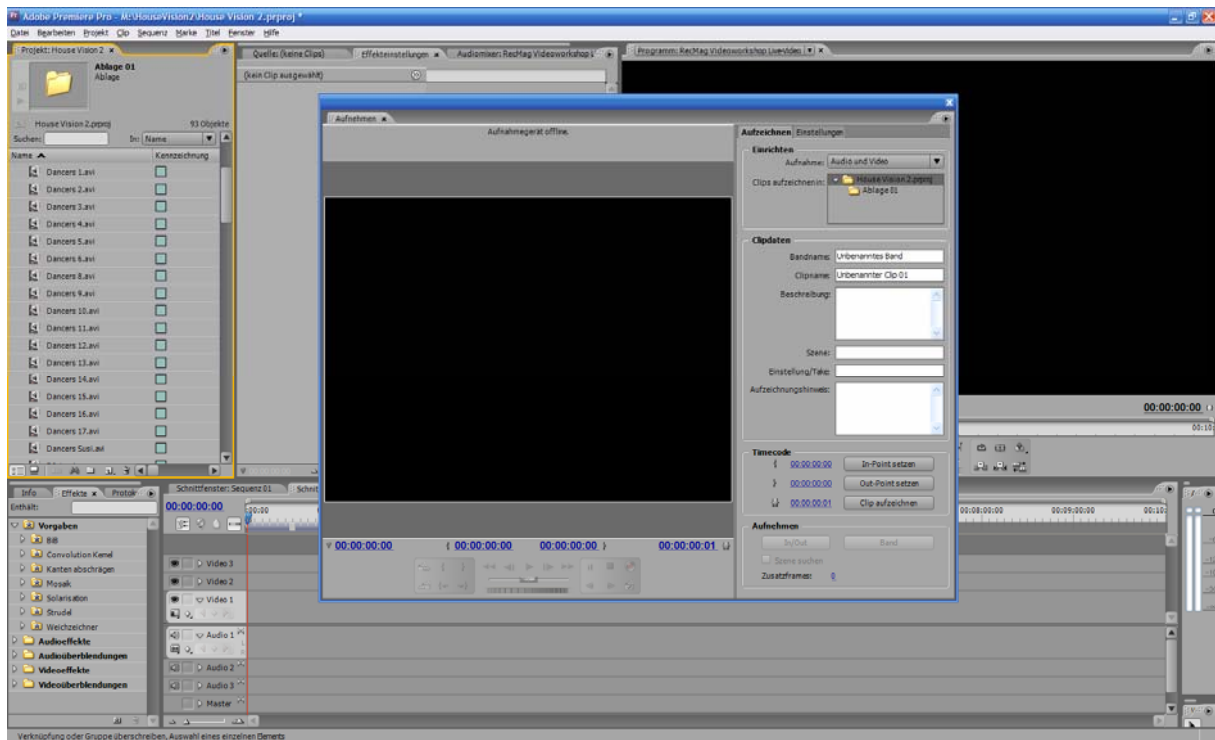 Adobe Premiere Pro - M:\HouseVision2\House Vision 2.prproj *
Datei Bearbeiten Projekt Clip Sequenz Marke Titel Fenster Hilfe
Projekt: House Vision 2
Ablage 01
Ablage
House Vision 2.prproj
93 Objekte
Suchen:
In: Name
Name
Kennzeichnung
Dancers 1.avi
Dancers 2.avi
Dancers 3.avi
Dancers 4.avi
Dancers 5.avi
Dancers 6.avi
Dancers 8.avi
Dancers 9.avi
Dancers 10.avi
Dancers 11.avi
Dancers 12.avi
Dancers 13.avi
Dancers 14.avi
Dancers 15.avi
Dancers 16.avi
Dancers 17.avi
Dancers Susi.avi
Quelle: (keine Clips)
Effekteinstellungen
Audiomixer: RecMag Videoworkshop L
(kein Clip ausgewählt)
Programm: RecMag Videoworkshop LiveVideo
00:00:00:00
00:10:
Aufnehmen
Aufnahmegerät offline.
00:00:00:00
{ 00:00:00:00
00:00:00:00 }
00:00:00:01
Aufzeichnen Einstellungen
Einrichten
Aufnahme: Audio und Video
Clips aufzeichnen in:
House Vision 2.prproj
Ablage 01
Clipdaten
Bandname: Unbenanntes Band
Clipname: Unbenannter Clip 01
Beschreibung:
Szene:
Einstellung/Take:
Aufzeichnungshinweis:
Timecode
{ 00:00:00:00 In-Point setzen
} 00:00:00:00 Out-Point setzen
00:00:00:01 Clip aufzeichnen
Aufnehmen
In/Out Band
Szene suchen
Zusatzframes: 0
Info Effekte Protok
Enthält:
Vorgaben
BiB
Convolution Kernel
Kanten abschrägen
Mosaik
Solarisation
Strudel
Weichzeichner
Audioeffekte
Audioüberblendungen
Videoeffekte
Videoüberblendungen
Schnittfenster: Sequenz 01
Schnit
00:00:00:00
:00:00
00:08:00:00
00:09:00:00
00:10:
Video 3
Video 2
Video 1
Audio 1
Audio 2
Audio 3
Master
Verknüpfung oder Gruppe überschreiben, Auswahl eines einzelnen Elements